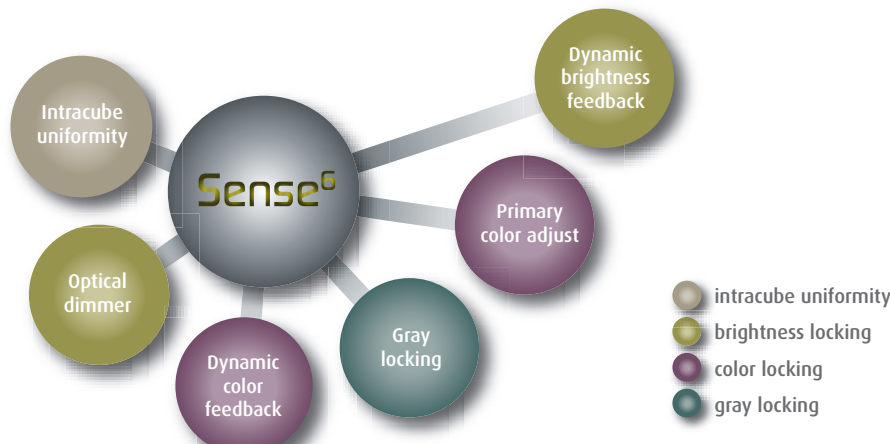 Dynamic
brightness
feedback
Intracube
uniformity
Sense⁶
Primary
color adjust
Optical
dimmer
Gray
locking
Dynamic
color
feedback
intracube uniformity
brightness locking
color locking
gray locking